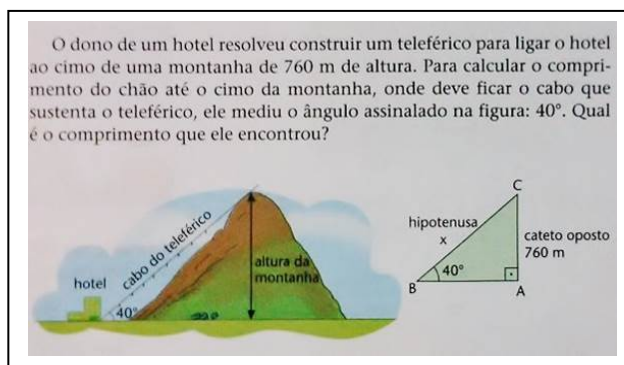 O dono de um hotel resolveu construir um teleférico para ligar o hotel
ao cimo de uma montanha de 760 m de altura. Para calcular o compri-
mento do chão até o cimo da montanha, onde deve ficar o cabo que
sustenta o teleférico, ele mediu o ângulo assinalado na figura: 40°. Qual
é o comprimento que ele encontrou?
cabo do teleférico
hotel
40°
altura da
montanha
C
hipotenusa
x
cateto oposto
760 m
40°
B
A